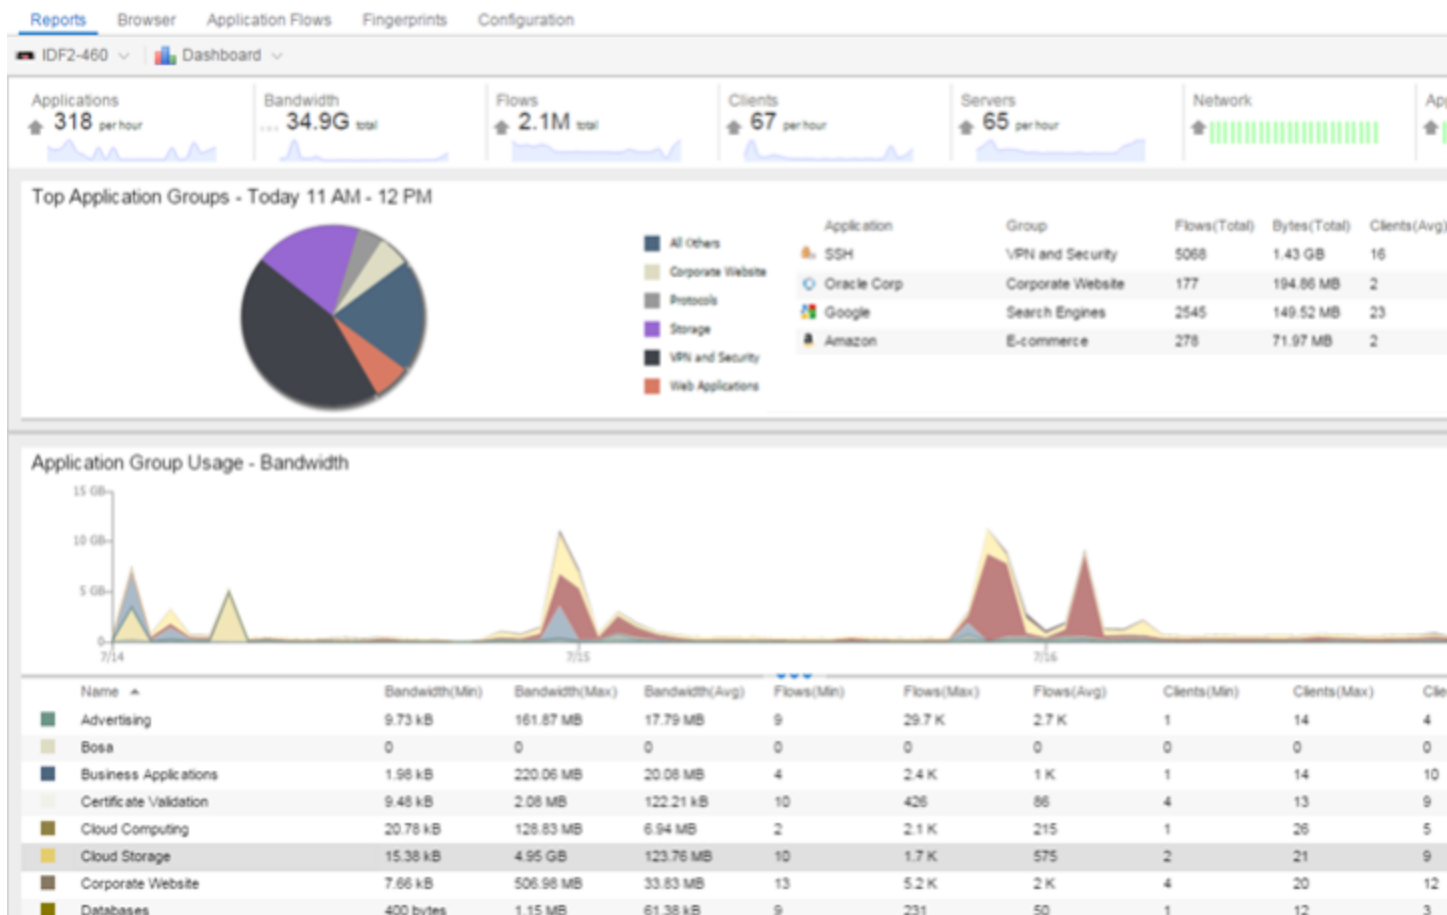 Reports Browser Application Flows Fingerprints Configuration
IDF2-460 Dashboard
Applications Bandwidth Flows Clients Servers Network
318 per hour ... 34.9G total 2.1M total 67 per hour 65 per hour
Top Application Groups - Today 11 AM - 12 PM
All Others
Corporate Website
Protocols
Storage
VPN and Security
Web Applications
Application Group Flows(Total) Bytes(Total) Clients(Avg)
SSH VPN and Security 5068 1.43 GB 16
Oracle Corp Corporate Website 177 194.86 MB 2
Google Search Engines 2545 149.52 MB 23
Amazon E-commerce 278 71.97 MB 2
Application Group Usage - Bandwidth
15 GB
10 GB
5 GB
0
7/14 7/15 7/16
Name Bandwidth(Min) Bandwidth(Max) Bandwidth(Avg) Flows(Min) Flows(Max) Flows(Avg) Clients(Min) Clients(Max)
Advertising 9.73 kB 161.87 MB 17.79 MB 9 29.7 K 2.7 K 1 14 4
Bosa 0 0 0 0 0 0 0 0 0
Business Applications 1.98 kB 220.06 MB 20.08 MB 4 2.4 K 1 K 1 14 10
Certificate Validation 9.48 kB 2.08 MB 122.21 kB 10 426 86 4 13 9
Cloud Computing 20.78 kB 128.83 MB 6.94 MB 2 2.1 K 215 1 26 5
Cloud Storage 15.38 kB 4.95 GB 123.76 MB 10 1.7 K 575 2 21 9
Corporate Website 7.66 kB 506.98 MB 33.83 MB 13 5.2 K 2 K 4 20 12
Databases 400 bytes 1.15 MB 61.38 kB 9 231 50 1 12 3